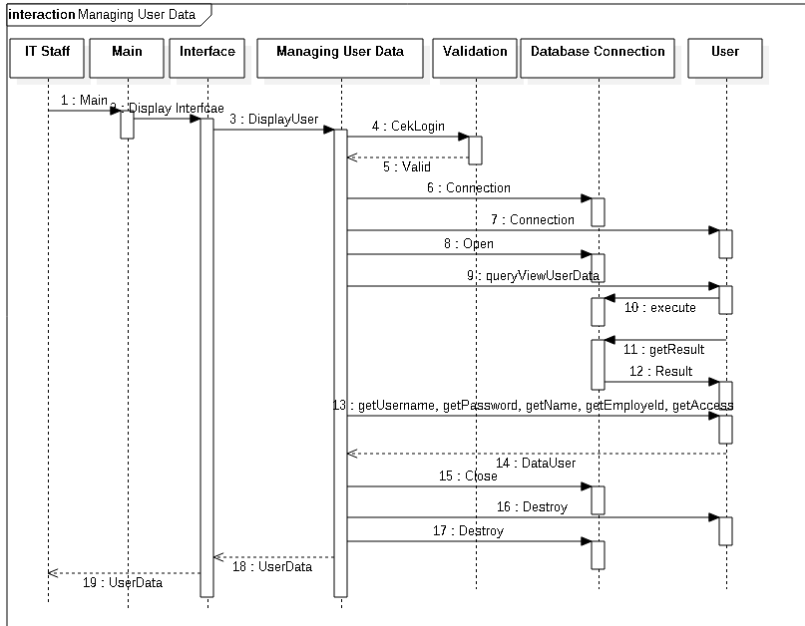 interaction Managing User Data
IT Staff
Main
Interface
Managing User Data
Validation
Database Connection
User
1 : Main
2 : Display Interfcae
3 : DisplayUser
4 : CekLogin
5 : Valid
6 : Connection
7 : Connection
8 : Open
9 : queryViewUserData
10 : execute
11 : getResult
12 : Result
13 : getUsername, getPassword, getName, getEmployeId, getAccess
14 : DataUser
15 : Close
16 : Destroy
17 : Destroy
18 : UserData
19 : UserData